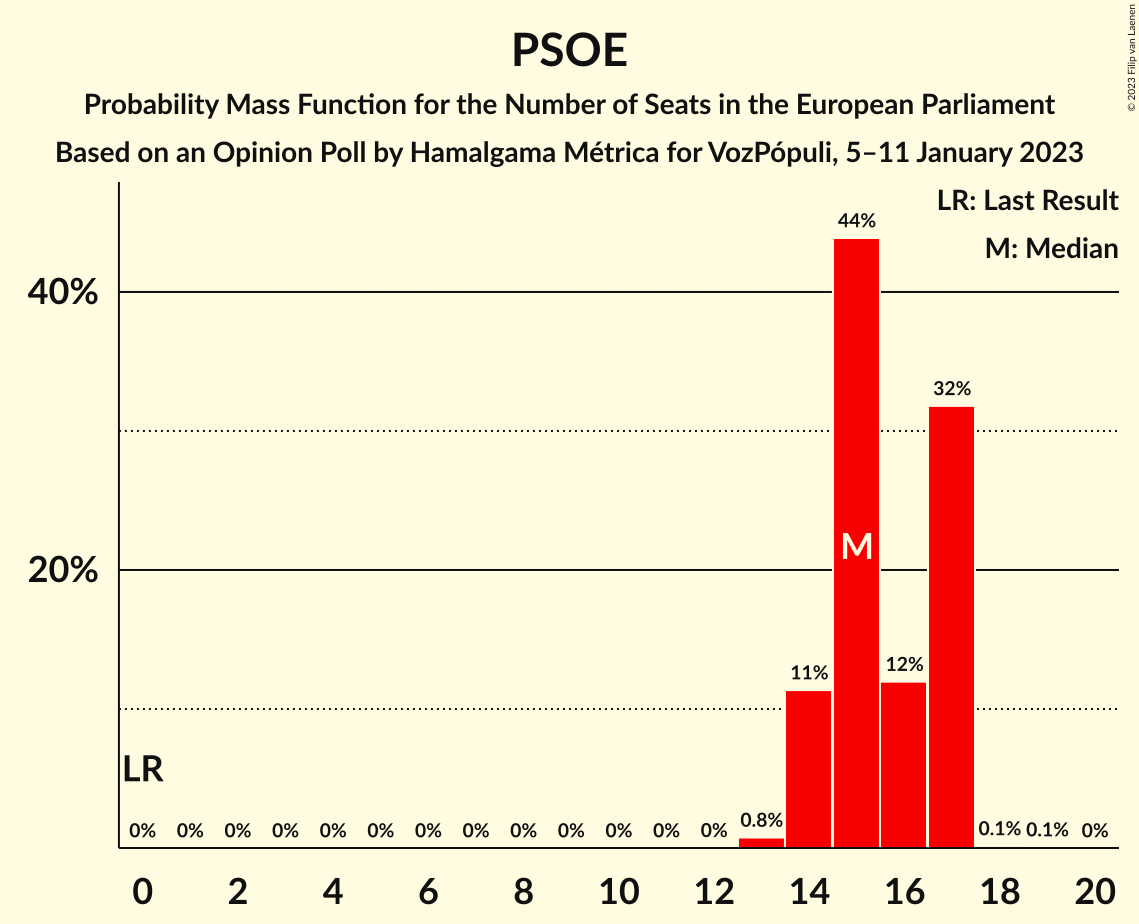 PSOE
Probability Mass Function for the Number of Seats in the European Parliament
Based on an Opinion Poll by Hamalgama Métrica for VozPópuli, 5–11 January 2023
© 2023 Filip van Laenen
LR: Last Result
M: Median
44%
40%
32%
M
20%
11%
12%
LR
0% 0% 0% 0% 0% 0% 0% 0% 0% 0% 0% 0% 0% 0.8% 0.1% 0.1% 0%
0 2 4 6 8 10 12 14 16 18 20